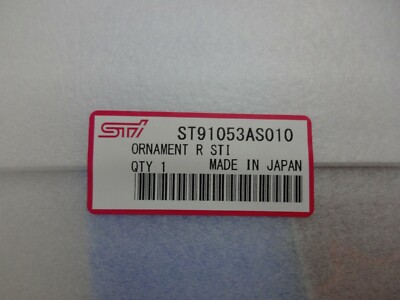 STI ST91053AS010
ORNAMENT R STI
QTY 1 MADE IN JAPAN